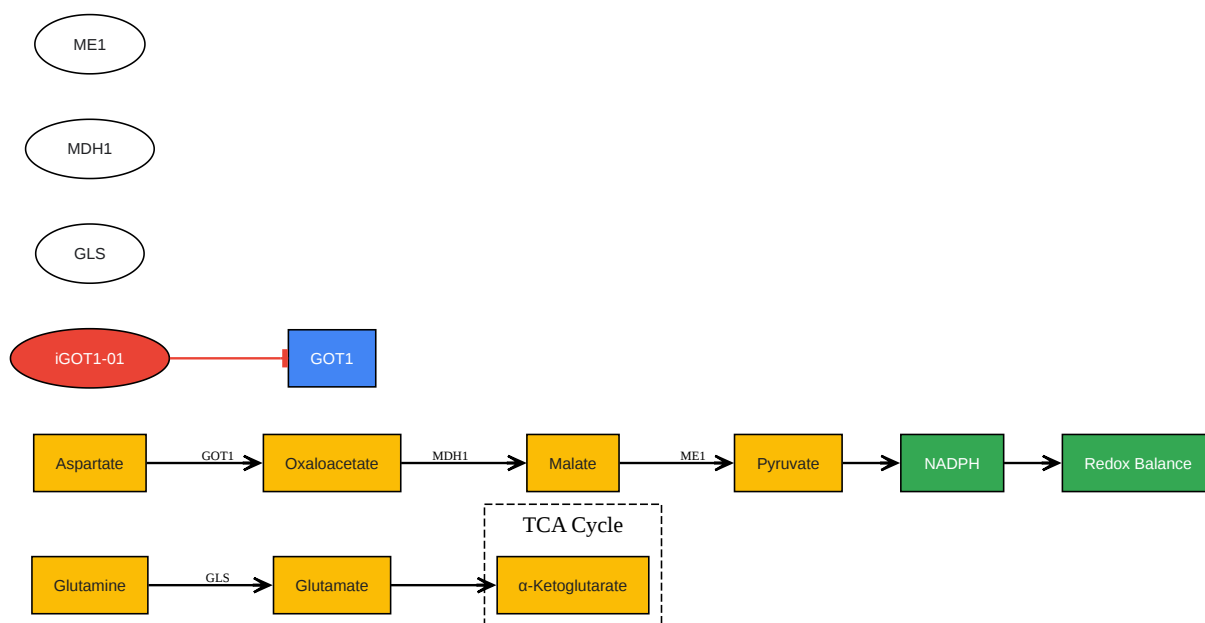 ME1
MDH1
GLS
iGOT1-01
GOT1
Aspartate
GOT1
Oxaloacetate
MDH1
Malate
ME1
Pyruvate
NADPH
Redox Balance
TCA Cycle
Glutamine
GLS
Glutamate
α-Ketoglutarate